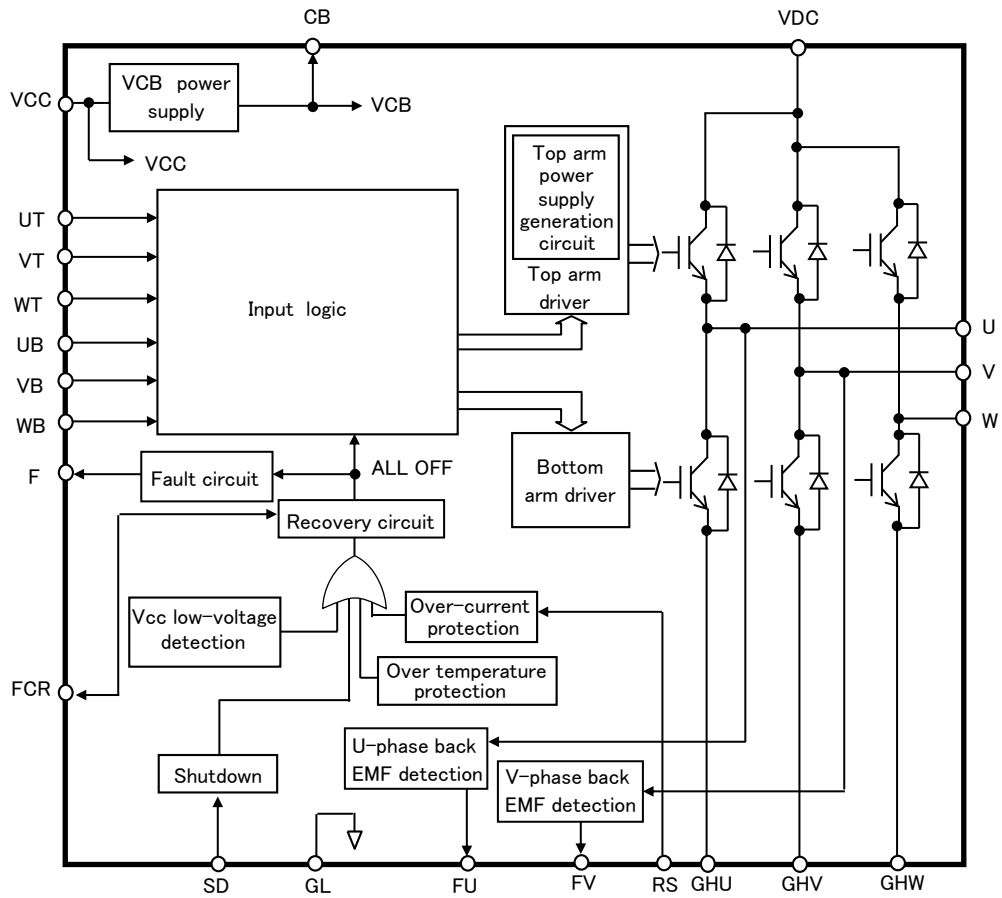 CB
VDC
VCC
VCB power
supply
VCB
VCC
UT
VT
WT
UB
VB
WB
Input logic
Top arm
power
supply
generation
circuit
Top arm
driver
U
V
W
F
Fault circuit
ALL OFF
Bottom
arm driver
Recovery circuit
Vcc low-voltage
detection
Over-current
protection
Over temperature
protection
FCR
U-phase back
EMF detection
V-phase back
EMF detection
Shutdown
SD
GL
FU
FV
RS
GHU
GHV
GHW